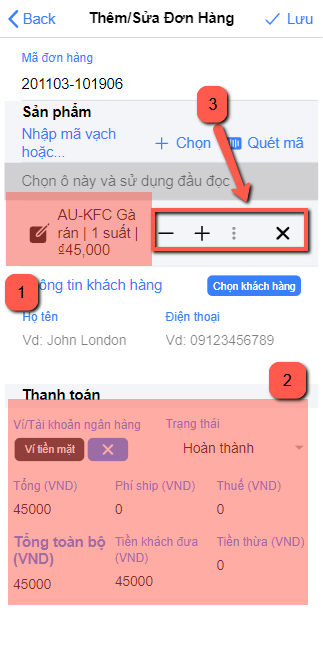 Back Thêm/Sửa Đơn Hàng Lưu
Mã đơn hàng
201103-101906
3
Sản phẩm
Nhập mã vạch
hoặc...
+ Chọn Quét mã
Chọn ô này và sử dụng đầu đọc
AU-KFC Gà
rán | 1 suất |
₫45,000
1
ông tin khách hàng Chọn khách hàng
Họ tên Điện thoại
Vd: John London Vd: 09123456789
2
Thanh toán
Ví/Tài khoản ngân hàng Trạng thái
Ví tiền mặt Hoàn thành
Tổng (VND) Phí ship (VND) Thuế (VND)
45000 0 0
Tổng toàn bộ
(VND)
Tiền khách đưa
(VND)
Tiền thừa (VND)
45000 45000 0